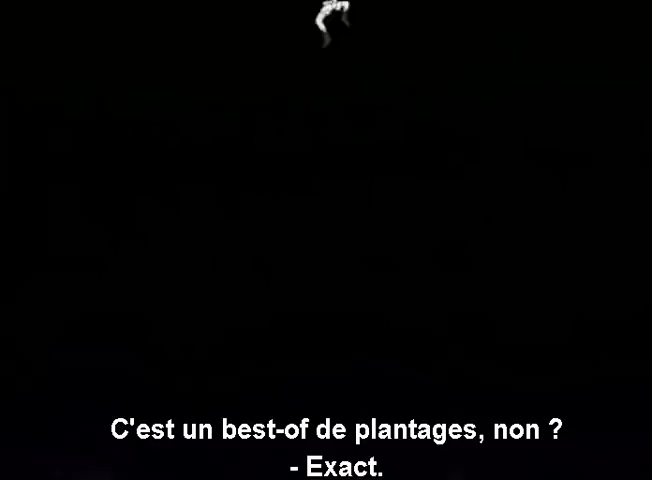 C'est un best-of de plantages, non ?
- Exact.